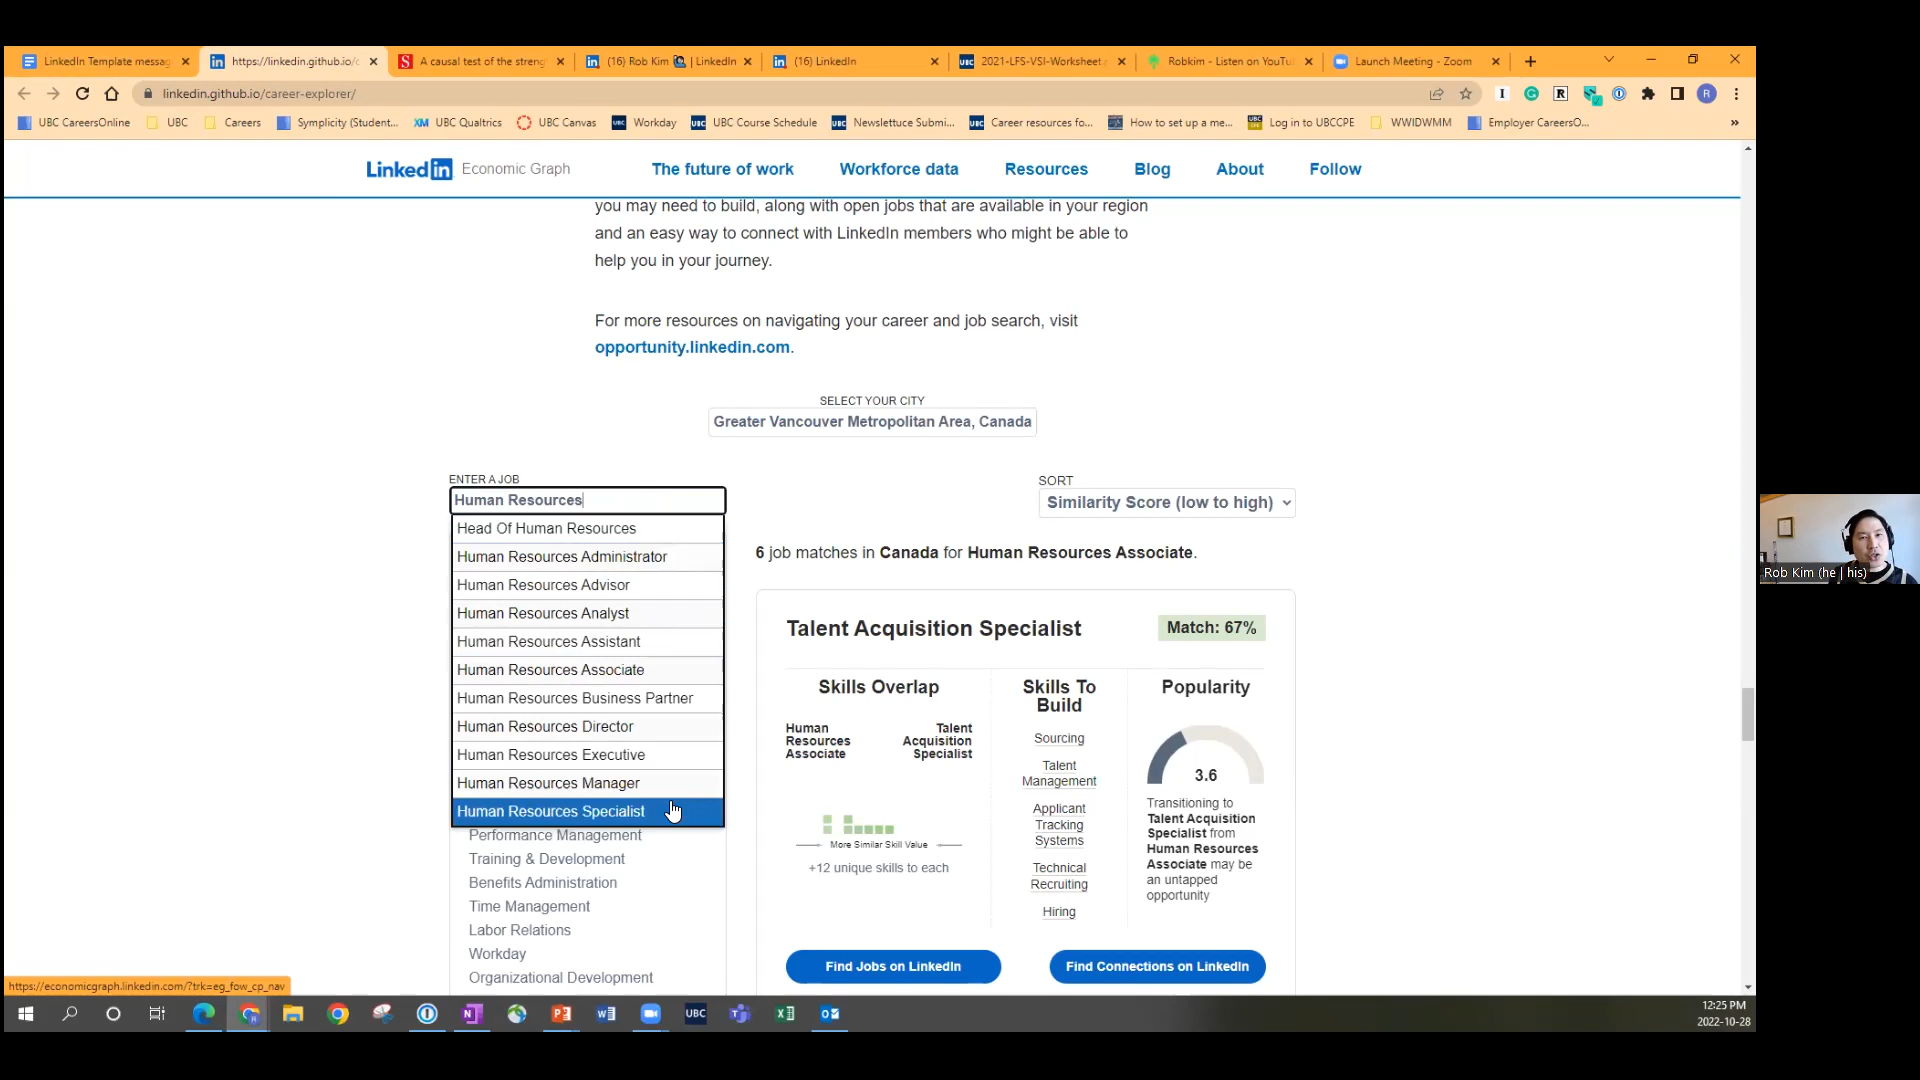 LinkedIn Template messag
https://linkedin.github.io/c
A causal test of the streng
(16) Rob Kim | LinkedIn
(16) LinkedIn
2021-LFS-VSI-Worksheet
Robkim - Listen on YouTu
Launch Meeting - Zoom
linkedin.github.io/career-explorer/
UBC CareersOnline
UBC
Careers
Symplicity (Student...
XM UBC Qualtrics
UBC Canvas
Workday
UBC Course Schedule
Newslettuce Submi...
Career resources fo...
How to set up a me...
Log in to UBCCPE
WWIDWMM
Employer CareersO...
LinkedIn Economic Graph
The future of work
Workforce data
Resources
Blog
About
Follow
you may need to build, along with open jobs that are available in your region
and an easy way to connect with LinkedIn members who might be able to
help you in your journey.
For more resources on navigating your career and job search, visit
opportunity.linkedin.com.
SELECT YOUR CITY
Greater Vancouver Metropolitan Area, Canada
ENTER A JOB
Human Resources
Head Of Human Resources
Human Resources Administrator
Human Resources Advisor
Human Resources Analyst
Human Resources Assistant
Human Resources Associate
Human Resources Business Partner
Human Resources Director
Human Resources Executive
Human Resources Manager
Human Resources Specialist
Performance Management
Training & Development
Benefits Administration
Time Management
Labor Relations
Workday
Organizational Development
SORT
Similarity Score (low to high)
6 job matches in Canada for Human Resources Associate.
Talent Acquisition Specialist
Match: 67%
Skills Overlap
Human
Resources
Associate
Talent
Acquisition
Specialist
More Similar Skill Value
+12 unique skills to each
Skills To
Build
Sourcing
Talent
Management
Applicant
Tracking
Systems
Technical
Recruiting
Hiring
Popularity
3.6
Transitioning to
Talent Acquisition
Specialist from
Human Resources
Associate may be
an untapped
opportunity
Find Jobs on LinkedIn
Find Connections on LinkedIn
https://economicgraph.linkedin.com/?trk=eg_fow_cp_nav
UBC
12:25 PM
2022-10-28
Rob Kim (he | his)